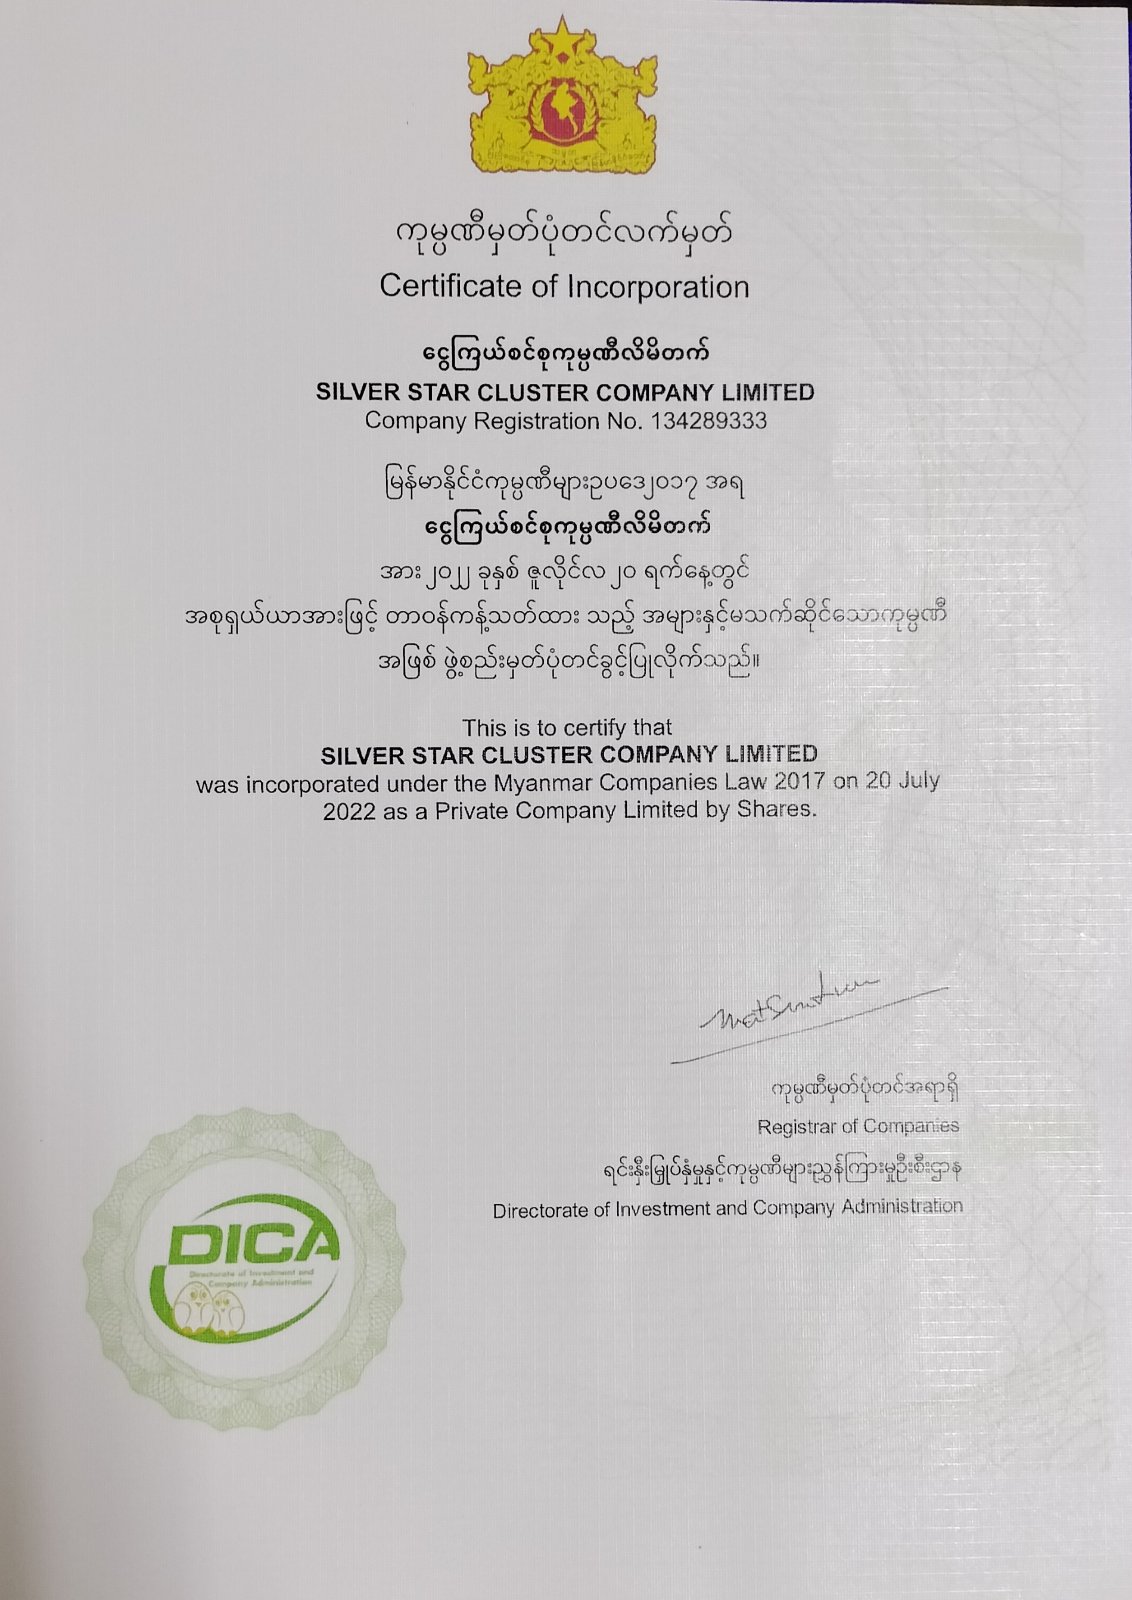 ကုမ္ပဏီမှတ်ပုံတင်လက်မှတ်
Certificate of Incorporation
ငွေကြယ်စင်စုကုမ္ပဏီလိမိတက်
SILVER STAR CLUSTER COMPANY LIMITED
Company Registration No. 134289333
မြန်မာနိုင်ငံကုမ္ပဏီများဥပဒေ၂၀၁၇ အရ
ငွေကြယ်စင်စုကုမ္ပဏီလိမိတက်
အား၂၀၂၂ ခုနှစ် ဇူလိုင်လ၂၀ ရက်နေ့တွင်
အစုရှယ်ယာအားဖြင့် တာဝန်ကန့်သတ်ထား သည့် အများနှင့်မသက်ဆိုင်သောကုမ္ပဏီ
အဖြစ် ဖွဲ့စည်းမှတ်ပုံတင်ခွင့်ပြုလိုက်သည်။
This is to certify that
SILVER STAR CLUSTER COMPANY LIMITED
was incorporated under the Myanmar Companies Law 2017 on 20 July
2022 as a Private Company Limited by Shares.
ကုမ္ပဏီမှတ်ပုံတင်အရာရှိ
Registrar of Companies
ရင်းနှီးမြှုပ်နှံမှုနှင့်ကုမ္ပဏီများညွှန်ကြားမှုဦးစီးဌာန
Directorate of Investment and Company Administration
DICA
Directorate of Investment and
Company Administration